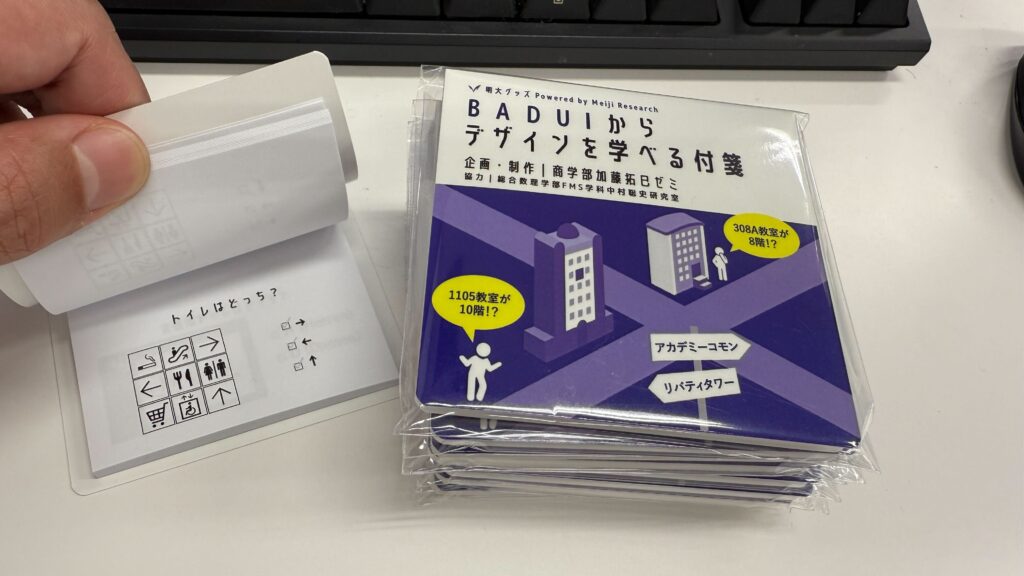 明大グッズ Powered by Meiji Research
BADUIから
デザインを学べる付箋
企画・制作 | 商学部加藤拓巳ゼミ
協力 | 総合数理学部FMS学科中村聡史研究室
308A教室が
8階!?
1105教室が
10階!?
アカデミーコモン
リバティタワー
トイレはどっち？
→
←
↑